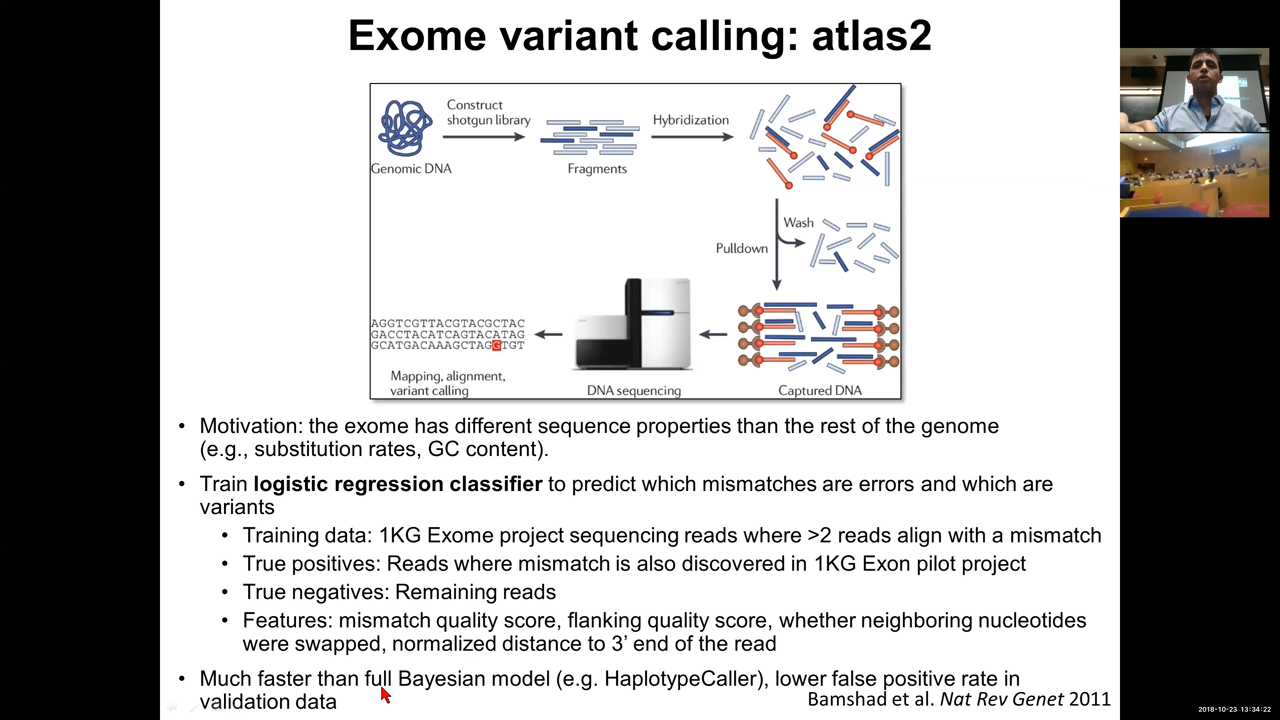 Exome variant calling: atlas2
Construct
shotgun library
Hybridization
Genomic DNA
Fragments
Wash
Pulldown
AGGTCGTTACGTACGCTAC
GACCTACATCAGTACATAG
GCATGACAAAGCTAGGTGT
Mapping, alignment,
variant calling
DNA sequencing
Captured DNA
• Motivation: the exome has different sequence properties than the rest of the genome
(e.g., substitution rates, GC content).
• Train logistic regression classifier to predict which mismatches are errors and which are
variants
• Training data: 1KG Exome project sequencing reads where >2 reads align with a mismatch
• True positives: Reads where mismatch is also discovered in 1KG Exon pilot project
• True negatives: Remaining reads
• Features: mismatch quality score, flanking quality score, whether neighboring nucleotides
were swapped, normalized distance to 3’ end of the read
• Much faster than full Bayesian model (e.g. HaplotypeCaller), lower false positive rate in
validation data
Bamshad et al. Nat Rev Genet 2011
2018-10-23 13:34:22